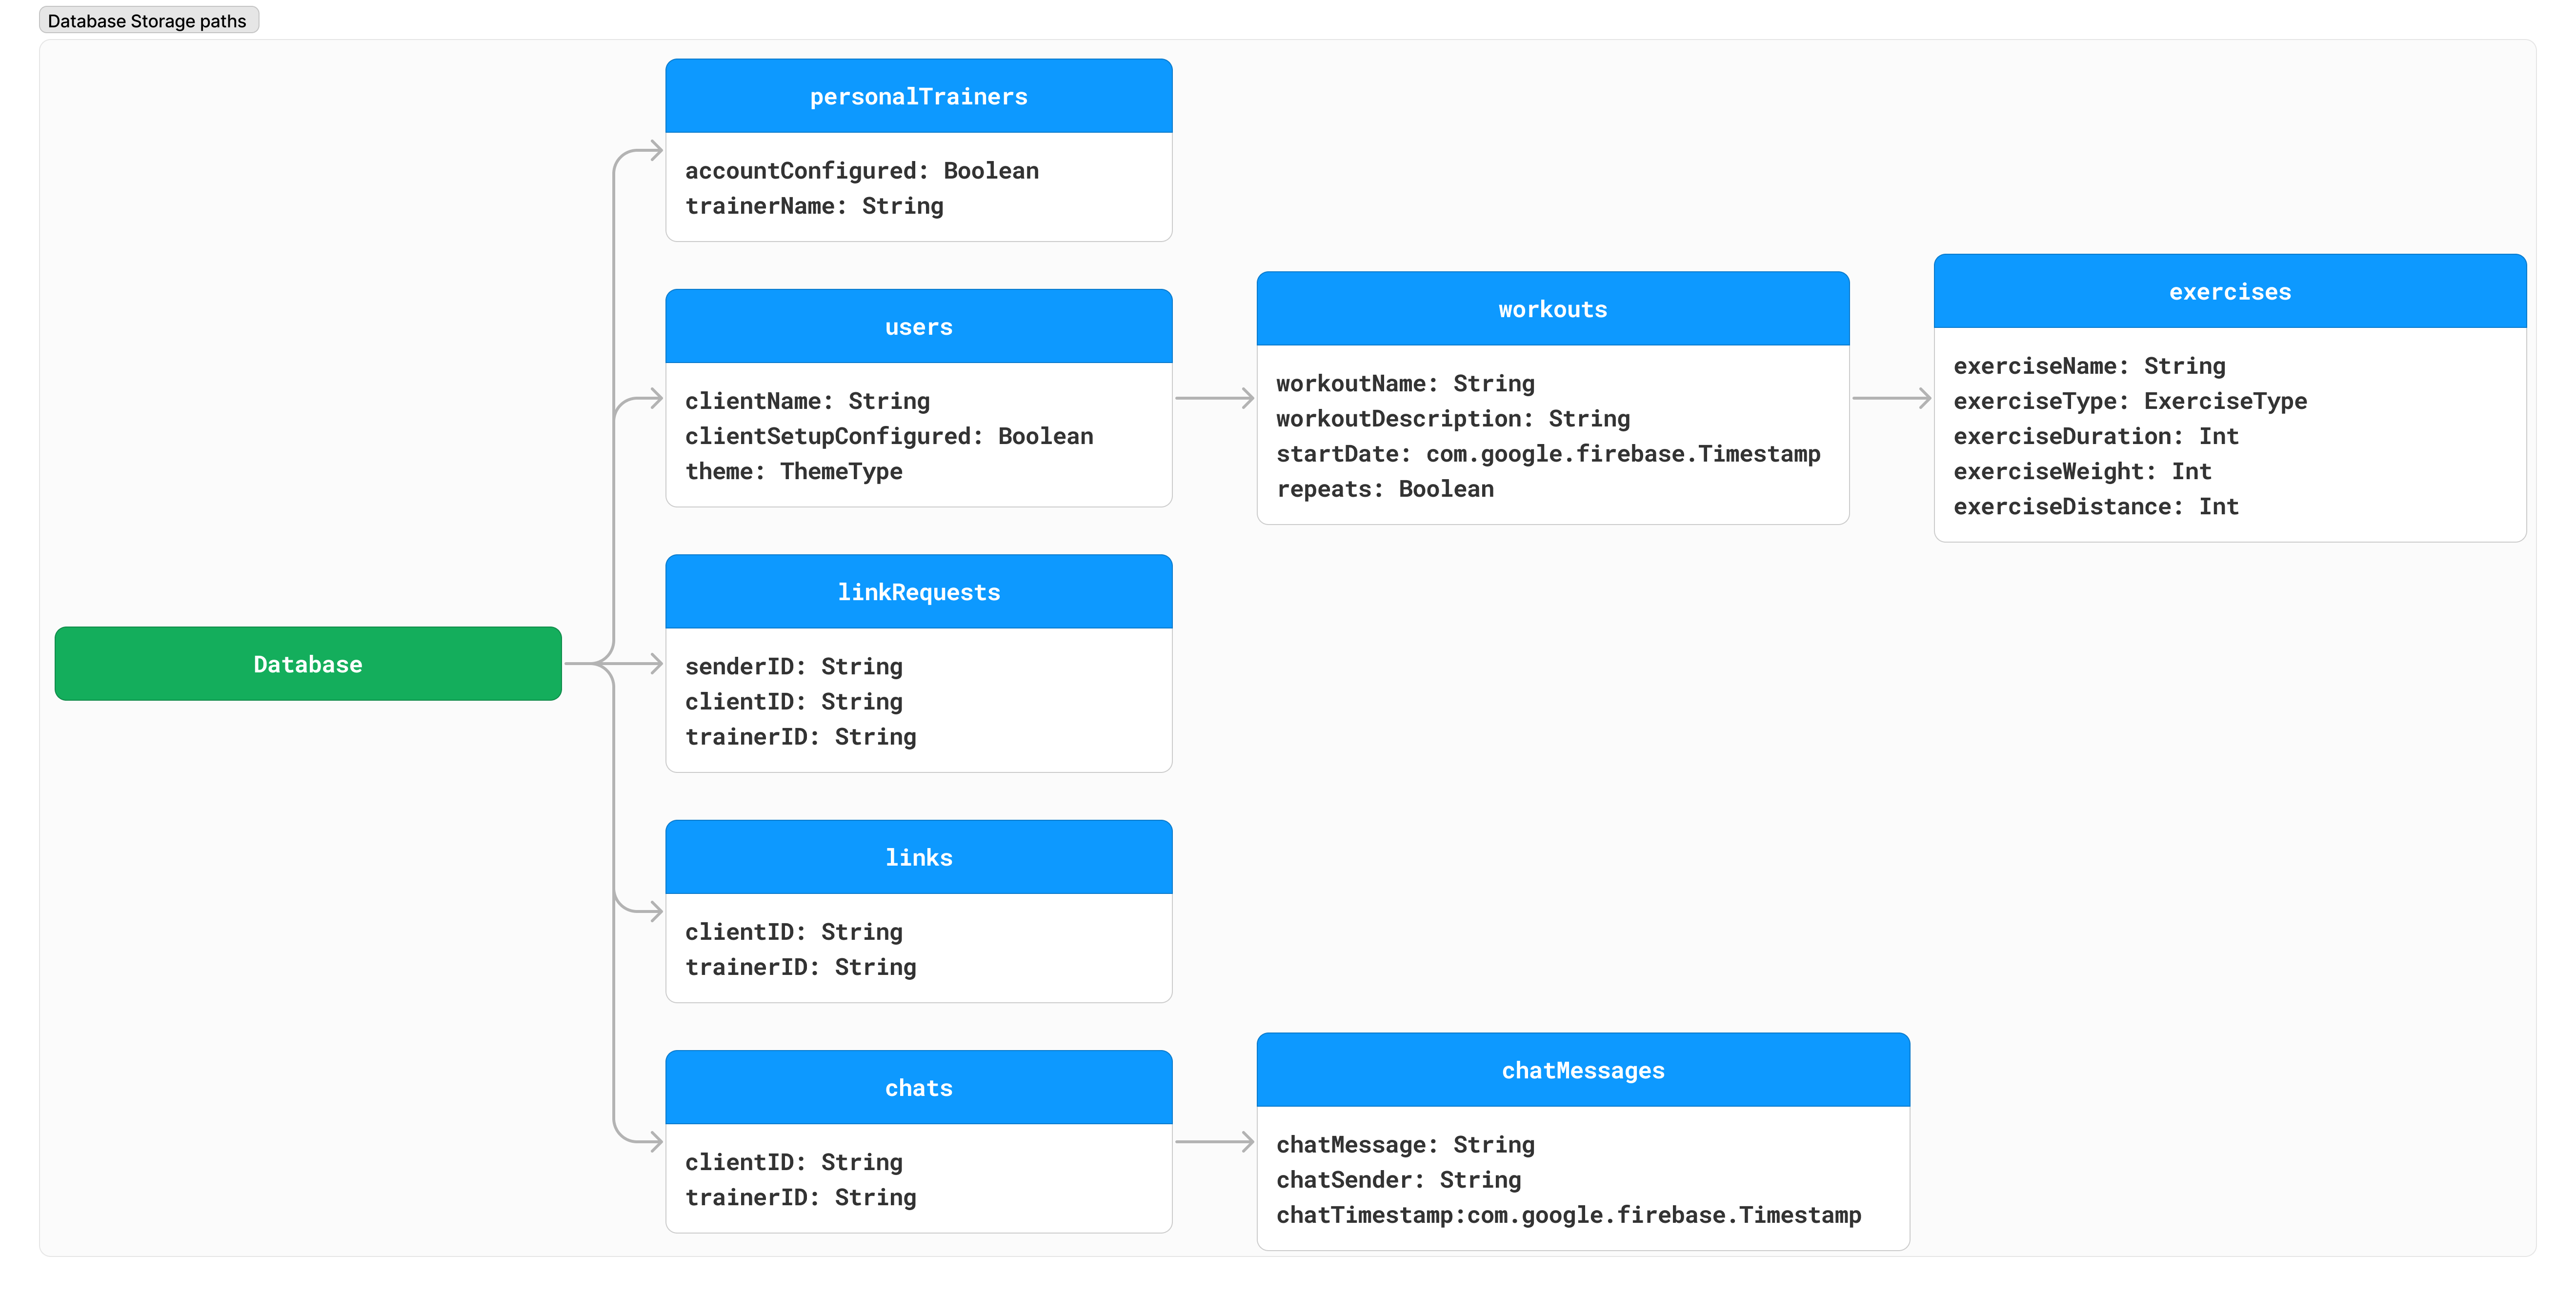 Database Storage paths
personalTrainers
accountConfigured: Boolean
trainerName: String
users
clientName: String
clientSetupConfigured: Boolean
theme: ThemeType
workouts
workoutName: String
workoutDescription: String
startDate: com.google.firebase.Timestamp
repeats: Boolean
exercises
exerciseName: String
exerciseType: ExerciseType
exerciseDuration: Int
exerciseWeight: Int
exerciseDistance: Int
Database
linkRequests
senderID: String
clientID: String
trainerID: String
links
clientID: String
trainerID: String
chats
clientID: String
trainerID: String
chatMessages
chatMessage: String
chatSender: String
chatTimestamp:com.google.firebase.Timestamp